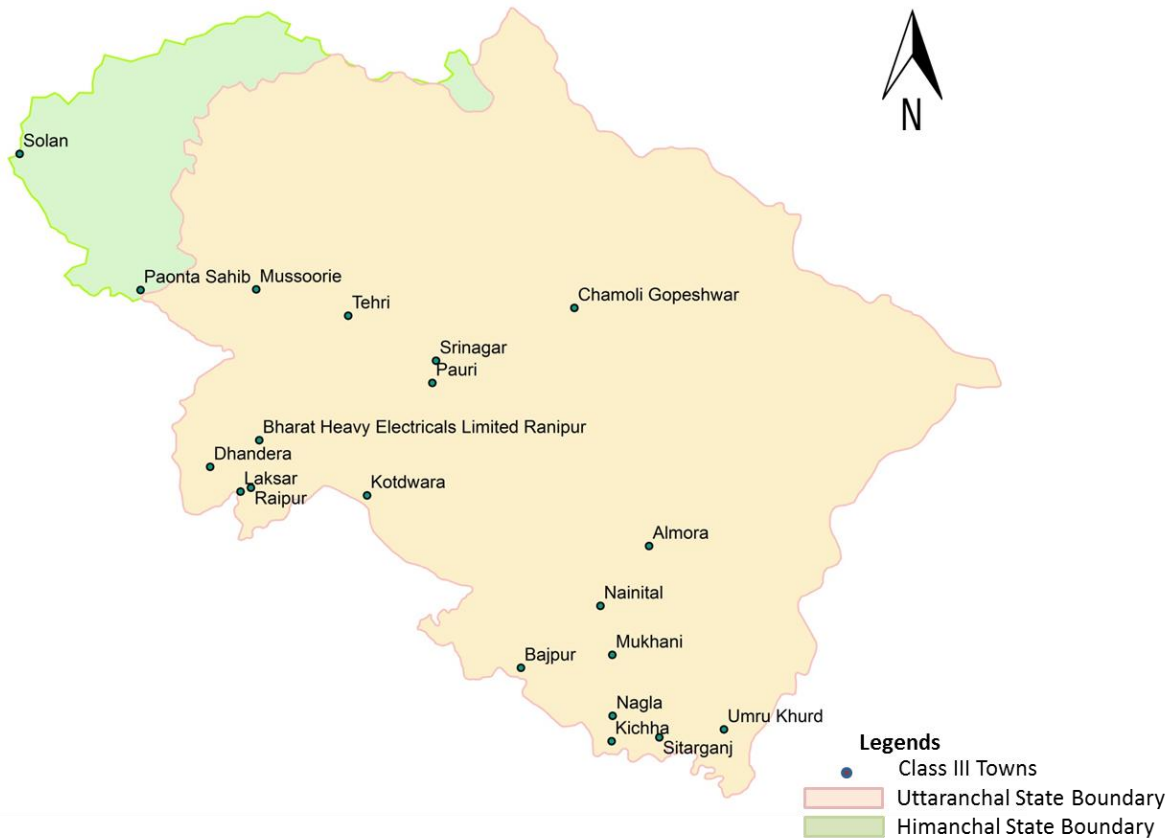 N
Solan
Paonta Sahib
Mussoorie
Tehri
Chamoli Gopeshwar
Srinagar
Pauri
Bharat Heavy Electricals Limited Ranipur
Dhandera
Laksar
Raipur
Kotdwara
Almora
Nainital
Mukhani
Bajpur
Nagla
Umru Khurd
Kichha
Sitarganj
Legends
Class III Towns
Uttaranchal State Boundary
Himanchal State Boundary